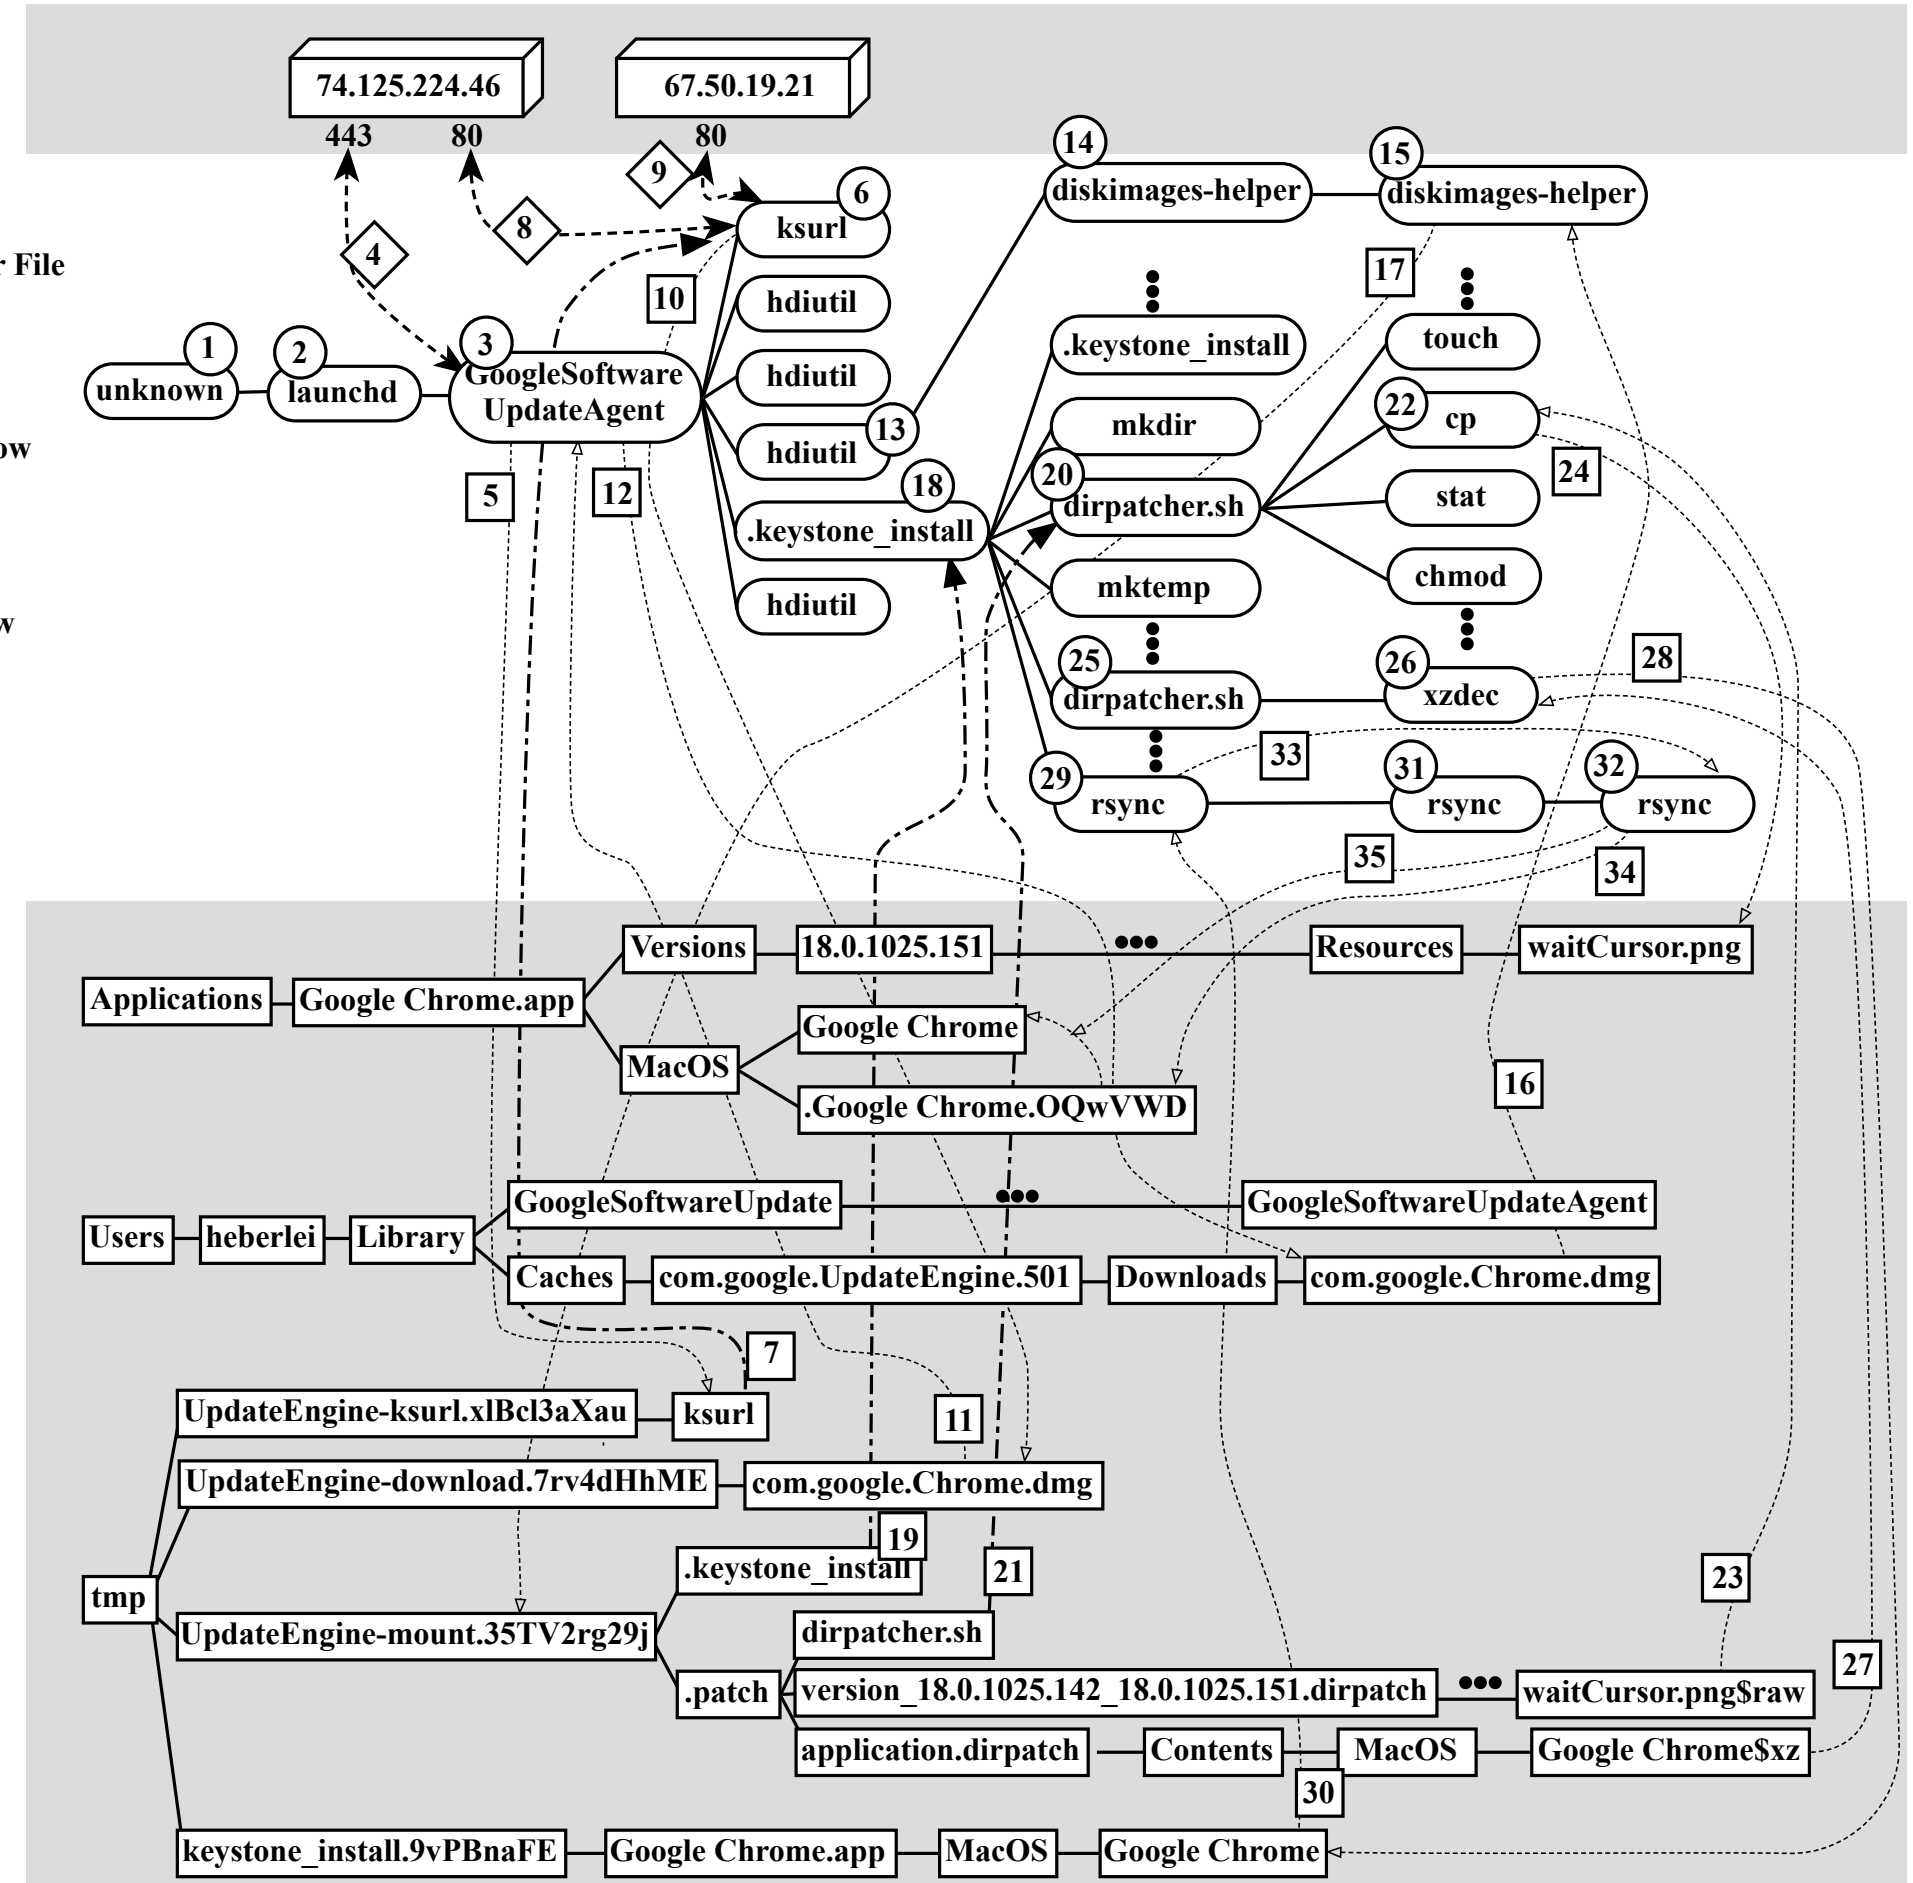 74.125.224.46
67.50.19.21
443
80
80
14
15
9
6
diskimages-helper
diskimages-helper
8
ksurl
4
r File
17
10
hdiutil
1
2
3
.keystone_install
touch
unknown
launchd
GoogleSoftware
UpdateAgent
hdiutil
22
13
mkdir
cp
ow
hdiutil
5
12
18
20
24
dirpatcher.sh
stat
.keystone_install
mktemp
chmod
hdiutil
w
25
26
28
dirpatcher.sh
xzdec
33
29
31
32
rsync
rsync
rsync
35
34
Versions
18.0.1025.151
Resources
waitCursor.png
Applications
Google Chrome.app
Google Chrome
MacOS
16
.Google Chrome.OQwVWD
GoogleSoftwareUpdate
GoogleSoftwareUpdateAgent
Users
heberlei
Library
Caches
com.google.UpdateEngine.501
Downloads
com.google.Chrome.dmg
7
UpdateEngine-ksurl.xlBcl3aXau
ksurl
11
UpdateEngine-download.7rv4dHhME
com.google.Chrome.dmg
19
.keystone_install
21
23
tmp
UpdateEngine-mount.35TV2rg29j
dirpatcher.sh
27
.patch
version_18.0.1025.142_18.0.1025.151.dirpatch
waitCursor.png$raw
application.dirpatch
Contents
MacOS
Google Chrome$xz
30
keystone_install.9vPBnaFE
Google Chrome.app
MacOS
Google Chrome